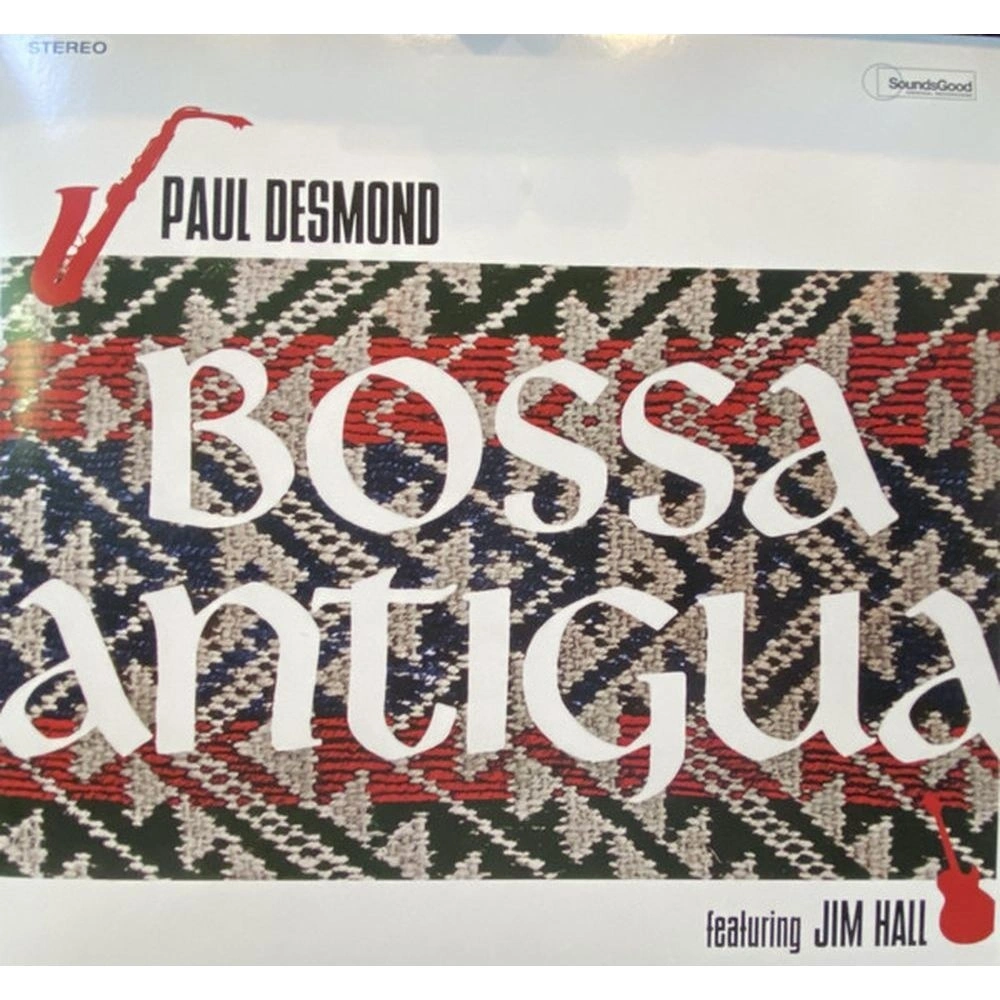 STEREO
SoundsGood
PAUL DESMOND
BOSSA
ANTIGUA
featuring JIM HALL